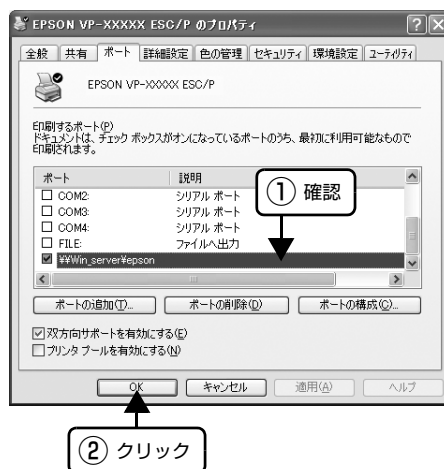 EPSON VP-XXXXX ESC/P のプロパティ
全般 共有 ポート 詳細設定 色の管理 セキュリティ 環境設定 ユーティリティ
EPSON VP-XXXXX ESC/P
印刷するポート(P)
ドキュメントは、チェック ボックスがオンになっているポートのうち、最初に利用可能なもので
印刷されます。
ポート 説明
COM2: シリアル ポート
COM3: シリアル ポート
COM4: シリアル ポート
FILE: ファイルへ出力
¥¥Win_server¥epson
① 確認
ポートの追加(T)... ポートの削除(D) ポートの構成(C)...
双方向サポートを有効にする(E)
プリンタ プールを有効にする(N)
OK キャンセル 適用(A) ヘルプ
② クリック